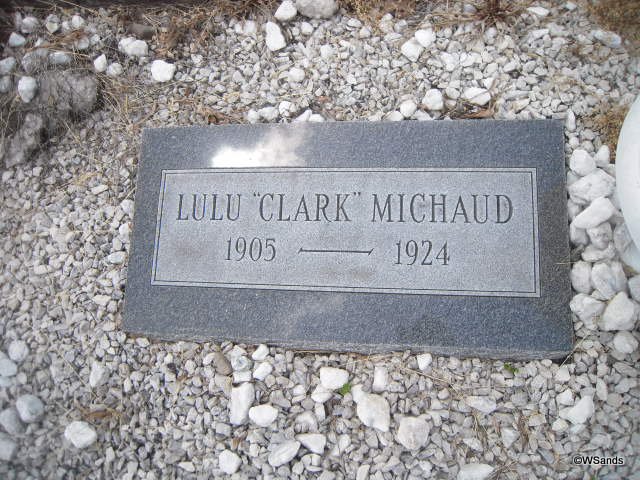 LULU "CLARK" MICHAUD
1905 — 1924
©WSands